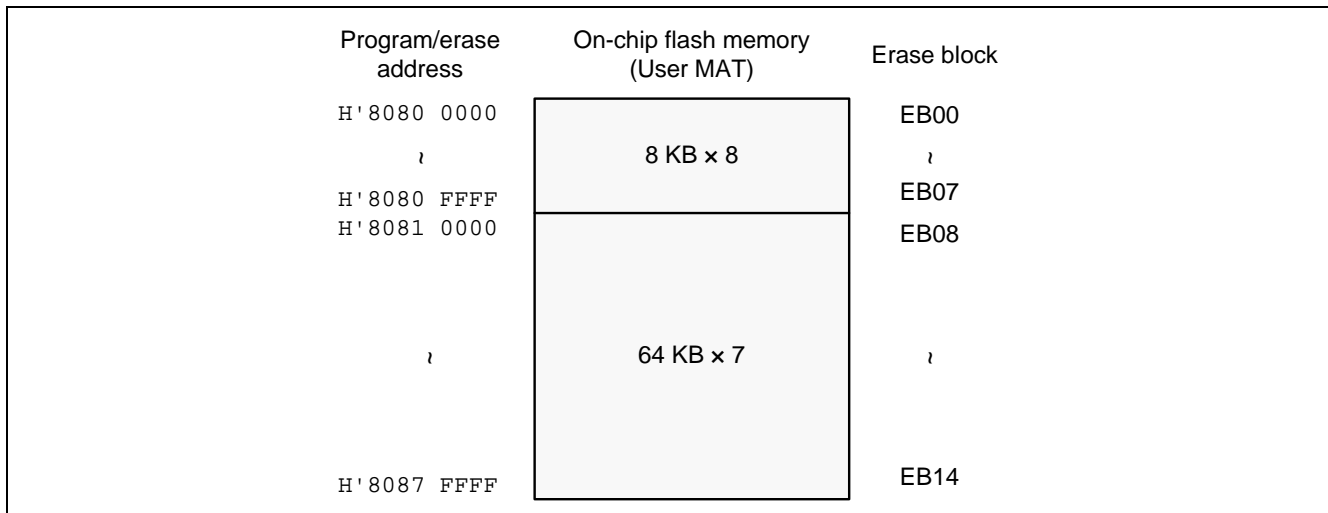 Program/erase address
On-chip flash memory (User MAT)
Erase block
H'8080 0000
EB00
~
8 KB × 8
~
H'8080 FFFF
EB07
H'8081 0000
EB08
~
64 KB × 7
~
H'8087 FFFF
EB14